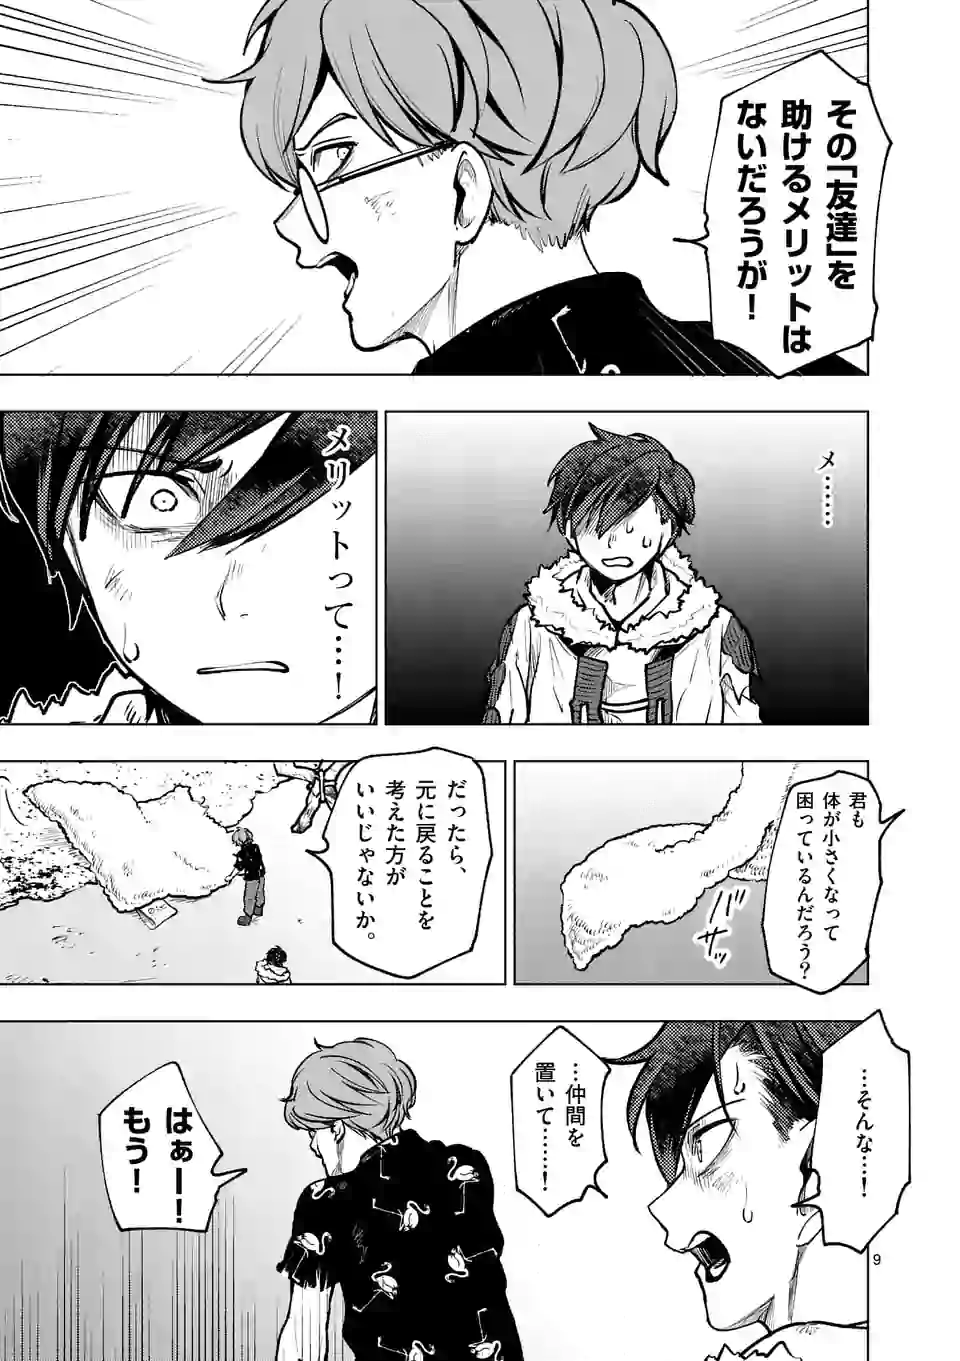 その「友達」を
助けるメリットは
ないだろうが！
メ……
メリットって…！
君も
体が小さくなって
困っているんだろう？
バサッ
だったら、
元に戻ることを
考えた方が
いいじゃないか。
…そんな…！
…仲間を
置いて………！
はぁー！
もう！
9